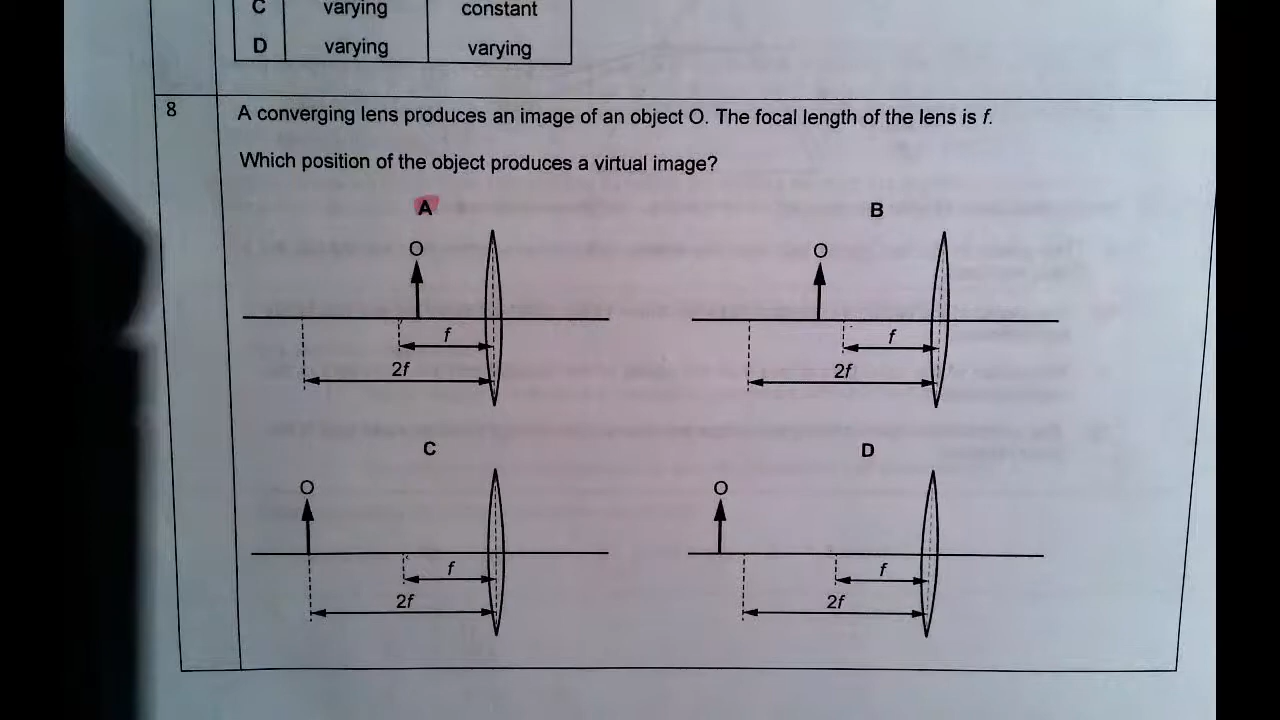 C varying constant
D varying varying
8 A converging lens produces an image of an object O. The focal length of the lens is f.
Which position of the object produces a virtual image?
A B
O O
f f
2f 2f
C D
O O
f f
2f 2f